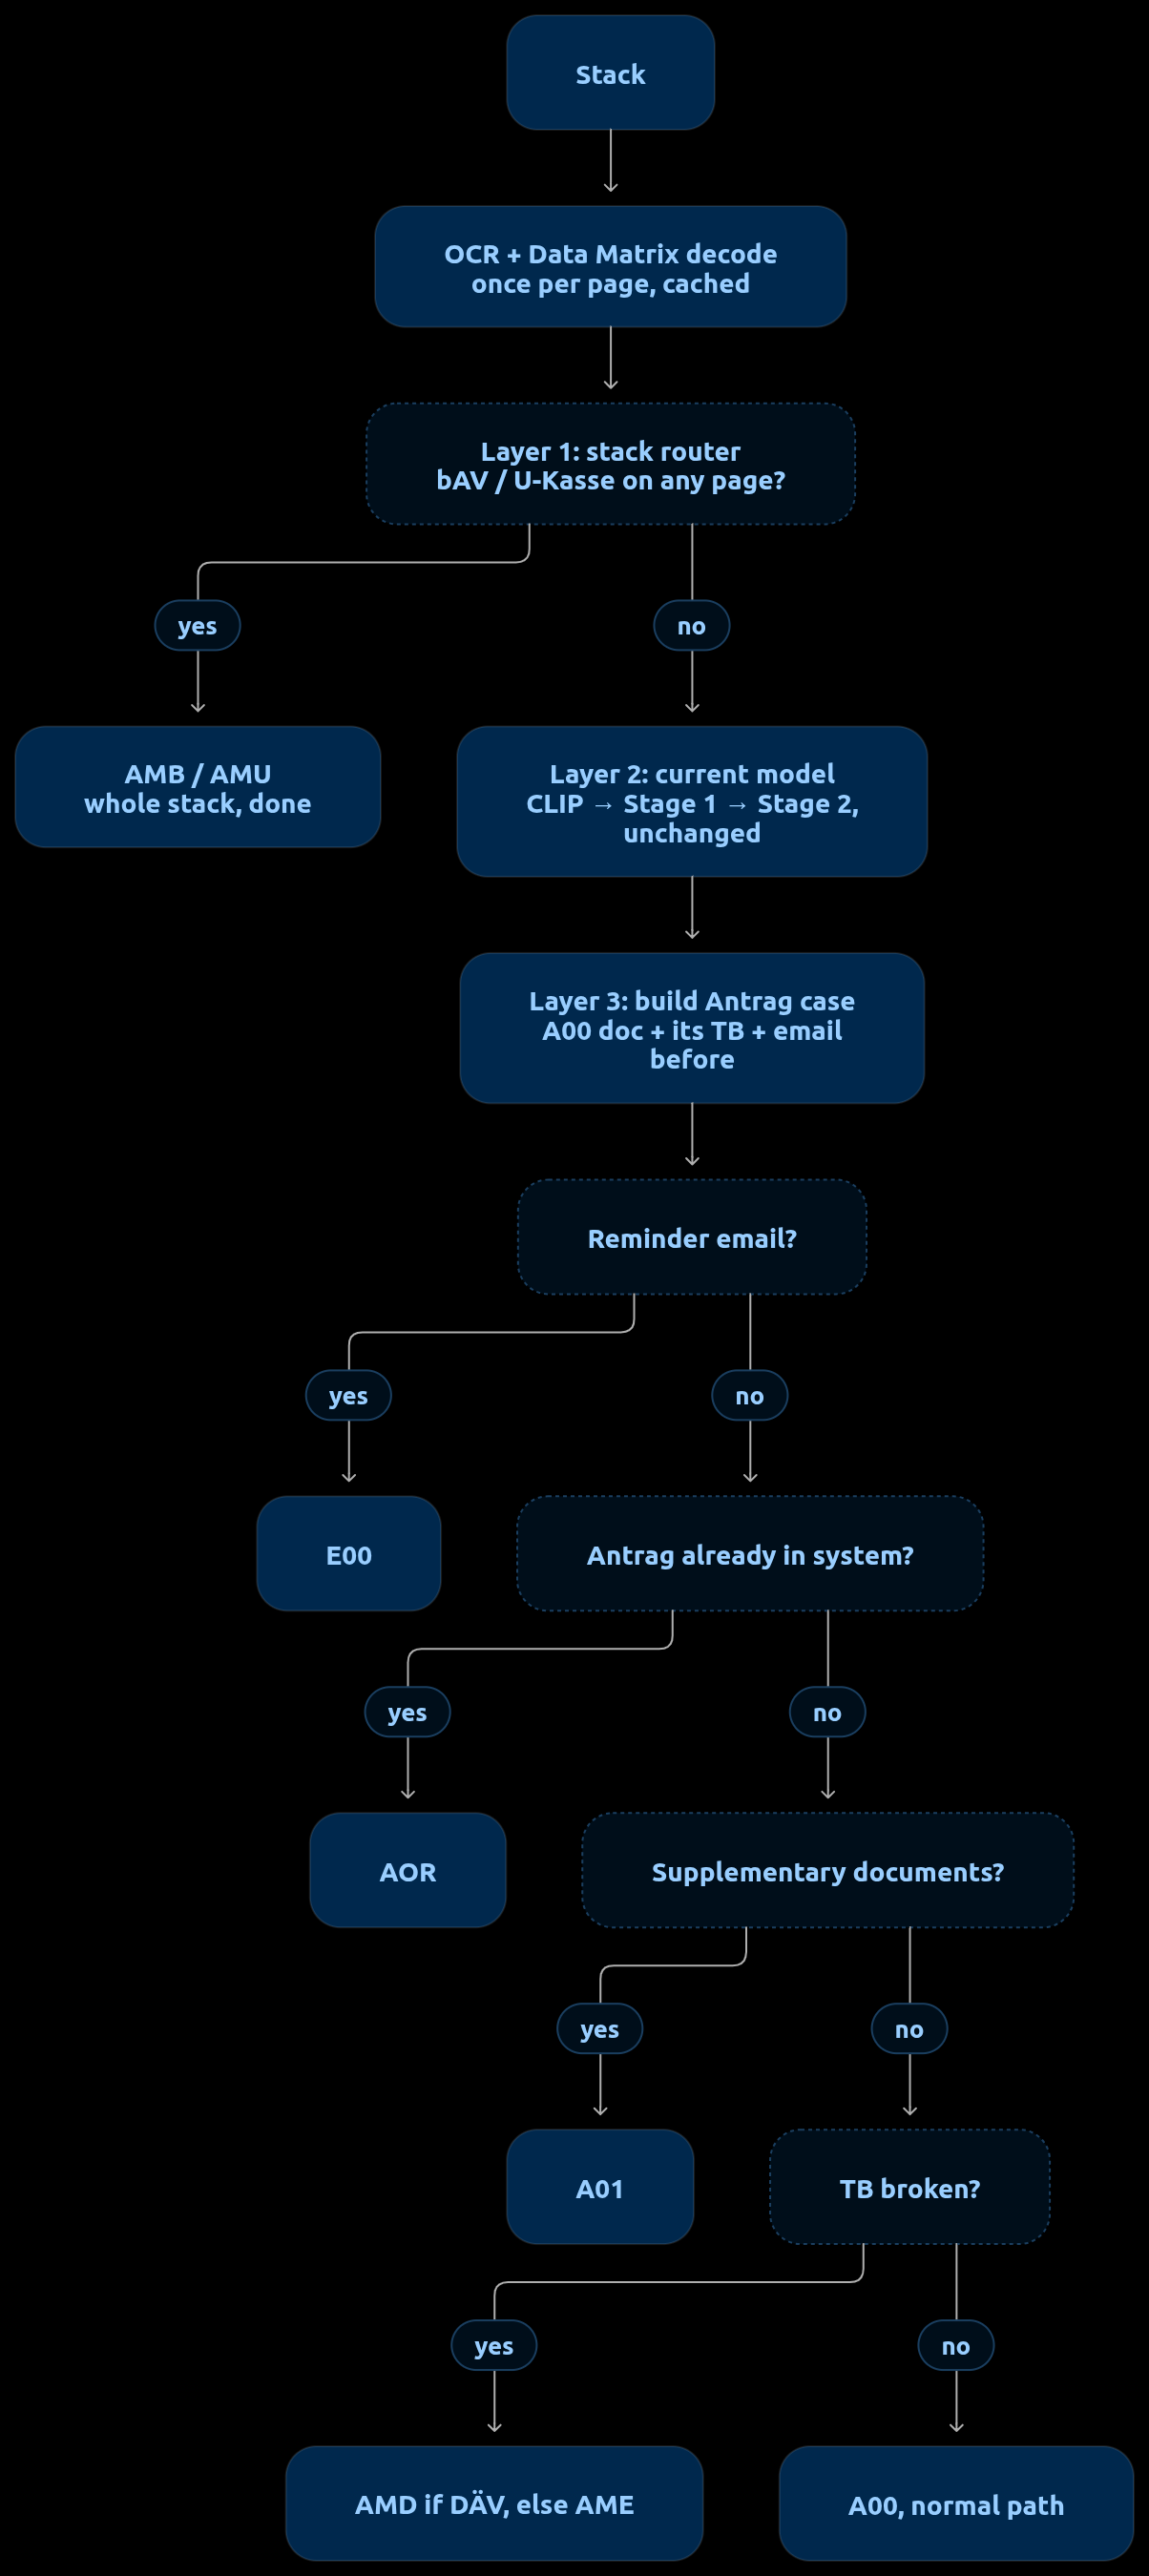 Stack
OCR + Data Matrix decode
once per page, cached
Layer 1: stack router
bAV / U-Kasse on any page?
yes
no
AMB / AMU
whole stack, done
Layer 2: current model
CLIP → Stage 1 → Stage 2,
unchanged
Layer 3: build Antrag case
A00 doc + its TB + email
before
Reminder email?
yes
no
E00
Antrag already in system?
yes
no
AOR
Supplementary documents?
yes
no
A01
TB broken?
yes
no
AMD if DÄV, else AME
A00, normal path